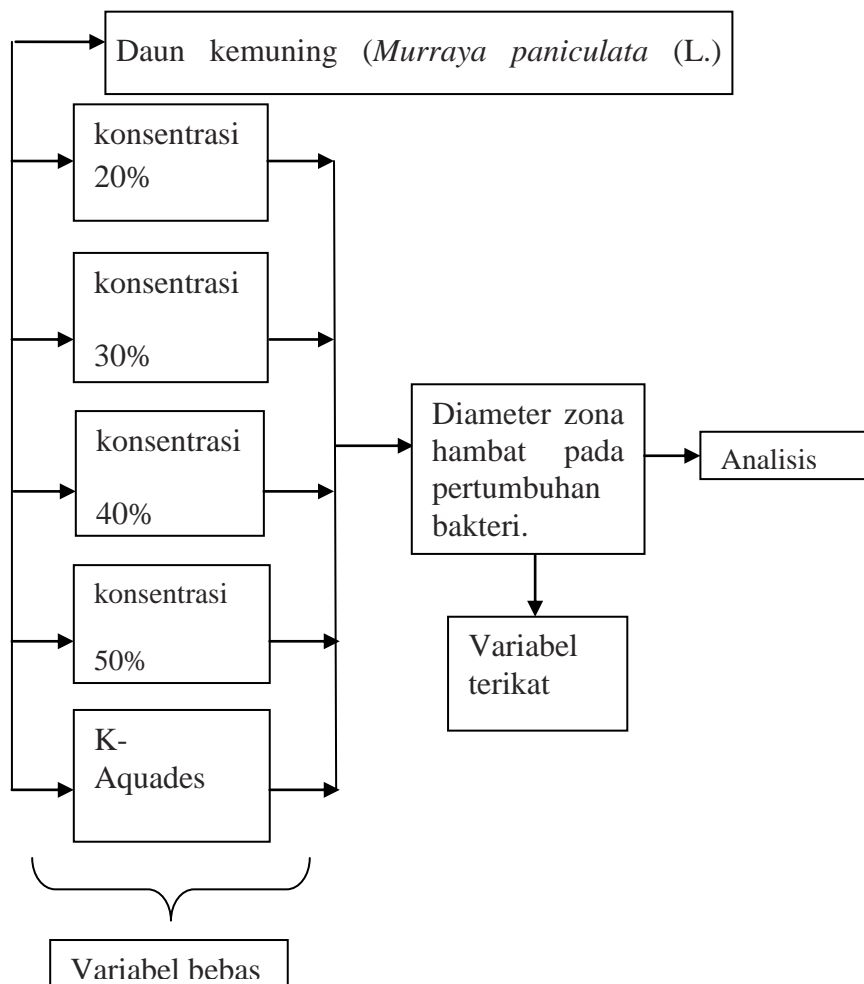 Daun kemuning (Murraya paniculata (L.)
konsentrasi
20%
konsentrasi
30%
konsentrasi
40%
konsentrasi
50%
K-
Aquades
Diameter zona
hambat pada
pertumbuhan
bakteri.
Analisis
Variabel
terikat
Variabel bebas